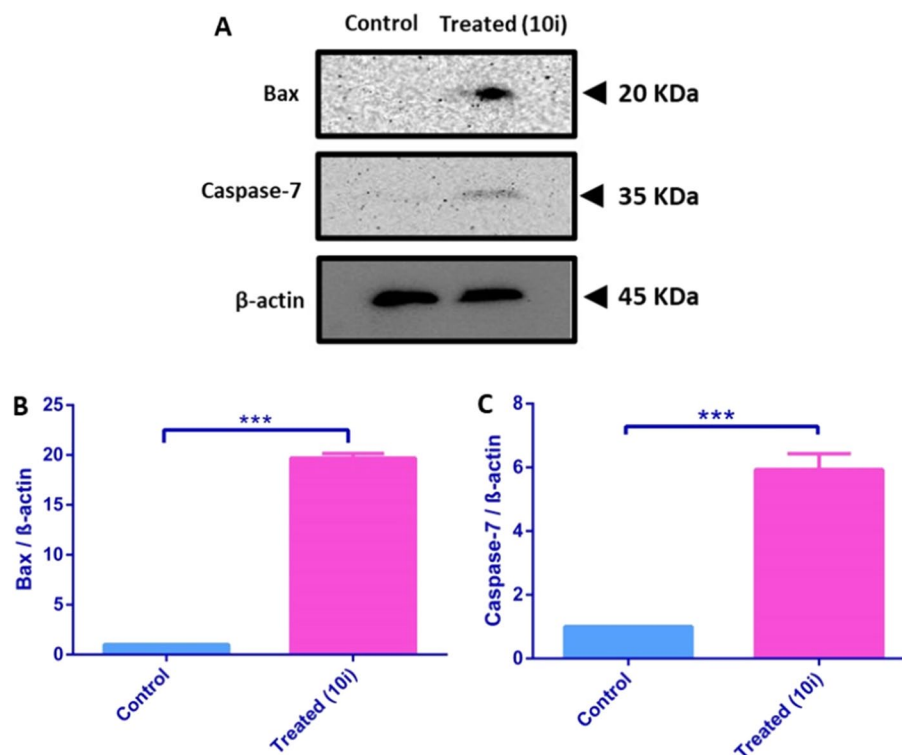 A
Control Treated (10i)
Bax
20 KDa
Caspase-7
35 KDa
β-actin
45 KDa
B
25
20
15
10
5
0
Bax / ß-actin
***
Control
Treated (10i)
C
8
6
4
2
0
Caspase-7 / ß-actin
***
Control
Treated (10i)